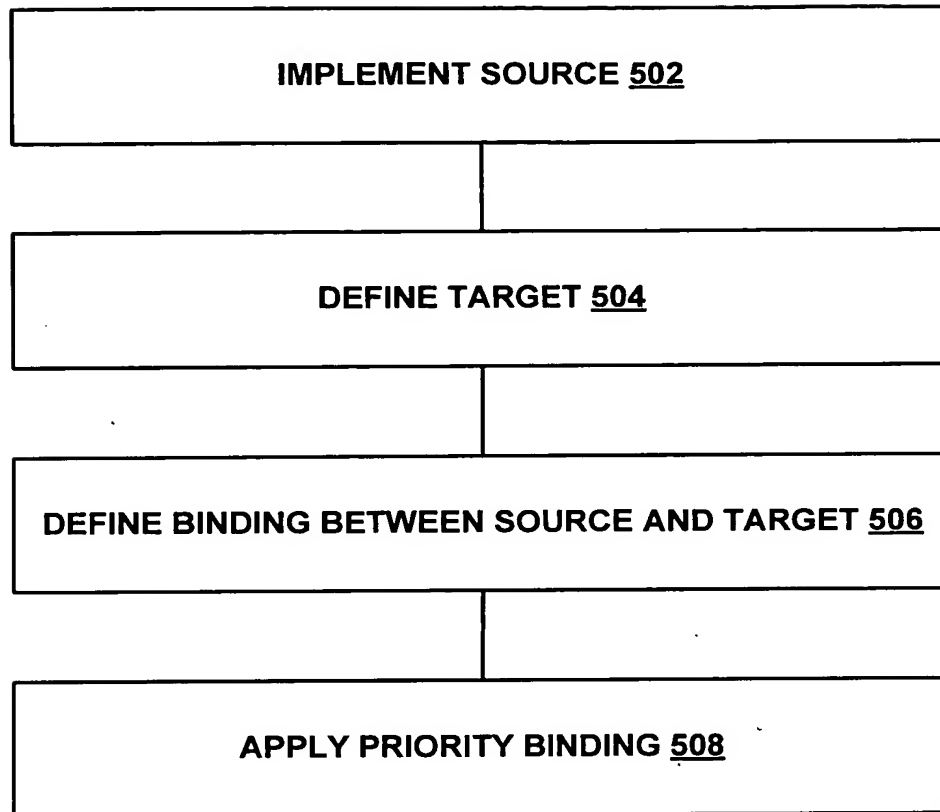 IMPLEMENT SOURCE 502
DEFINE TARGET 504
DEFINE BINDING BETWEEN SOURCE AND TARGET 506
APPLY PRIORITY BINDING 508